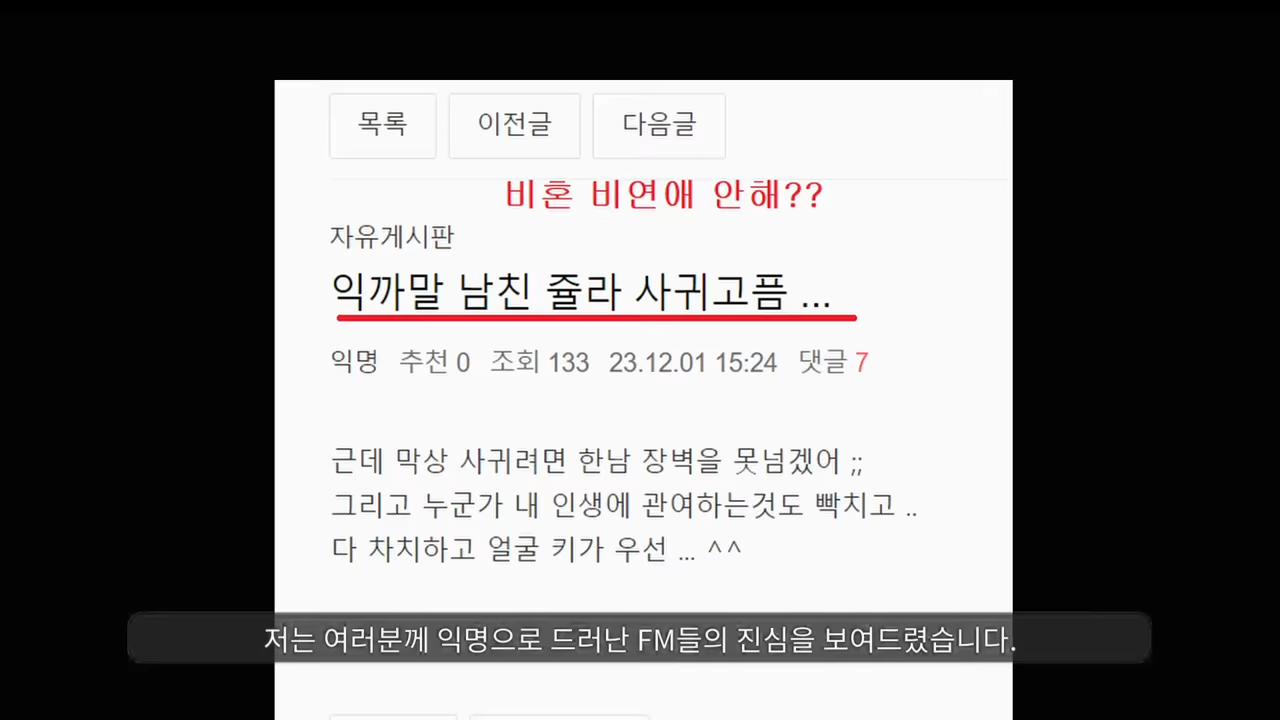 목록 이전글 다음글
비혼 비연애 안해??
자유게시판
익까말 남친 쥴라 사귀고픔 ...
익명 추천 0 조회 133 23.12.01 15:24 댓글 7
근데 막상 사귀려면 한남 장벽을 못넘겠어 ;;
그리고 누군가 내 인생에 관여하는것도 빡치고 ..
다 차치하고 얼굴 키가 우선 ... ^^
저는 여러분께 익명으로 드러난 FM들의 진심을 보여드렸습니다.